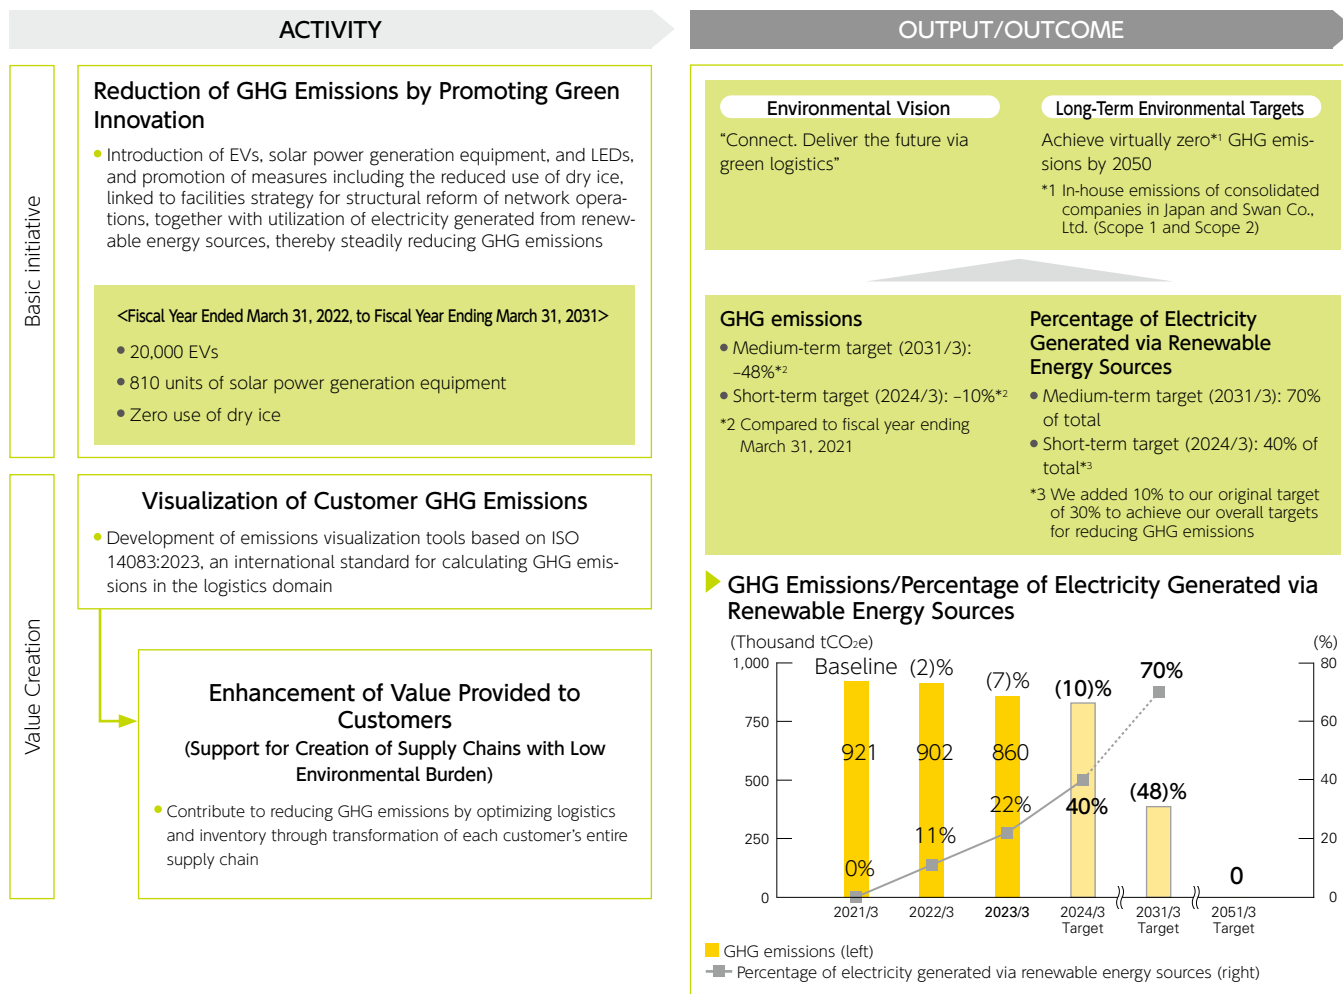 ACTIVITY
Basic initiative
Reduction of GHG Emissions by Promoting Green
Innovation
• Introduction of EVs, solar power generation equipment, and LEDs,
and promotion of measures including the reduced use of dry ice,
linked to facilities strategy for structural reform of network opera-
tions, together with utilization of electricity generated from renew-
able energy sources, thereby steadily reducing GHG emissions
<Fiscal Year Ended March 31, 2022, to Fiscal Year Ending March 31, 2031>
• 20,000 EVs
• 810 units of solar power generation equipment
• Zero use of dry ice
Value Creation
Visualization of Customer GHG Emissions
• Development of emissions visualization tools based on ISO
14083:2023, an international standard for calculating GHG emis-
sions in the logistics domain
Enhancement of Value Provided to
Customers
(Support for Creation of Supply Chains with Low
Environmental Burden)
• Contribute to reducing GHG emissions by optimizing logistics
and inventory through transformation of each customer's entire
supply chain
OUTPUT/OUTCOME
Environmental Vision
"Connect. Deliver the future via
green logistics"
Long-Term Environmental Targets
Achieve virtually zero*1 GHG emis-
sions by 2050
*1 In-house emissions of consolidated
companies in Japan and Swan Co.,
Ltd. (Scope 1 and Scope 2)
GHG emissions
• Medium-term target (2031/3):
–48%*2
• Short-term target (2024/3): –10%*2
*2 Compared to fiscal year ending
March 31, 2021
Percentage of Electricity
Generated via Renewable
Energy Sources
• Medium-term target (2031/3): 70%
of total
• Short-term target (2024/3): 40% of
total*3
*3 We added 10% to our original target
of 30% to achieve our overall targets
for reducing GHG emissions
GHG Emissions/Percentage of Electricity Generated via
Renewable Energy Sources
(Thousand tCO2e) (%)
1,000 Baseline (2)% (7)% (10)% 70% 80
750 60
921 902 860
500 40
22% 40% (48)%
250 11% 20
0% 0
0 0
2021/3 2022/3 2023/3 2024/3 2031/3 2051/3
Target Target Target
GHG emissions (left)
Percentage of electricity generated via renewable energy sources (right)